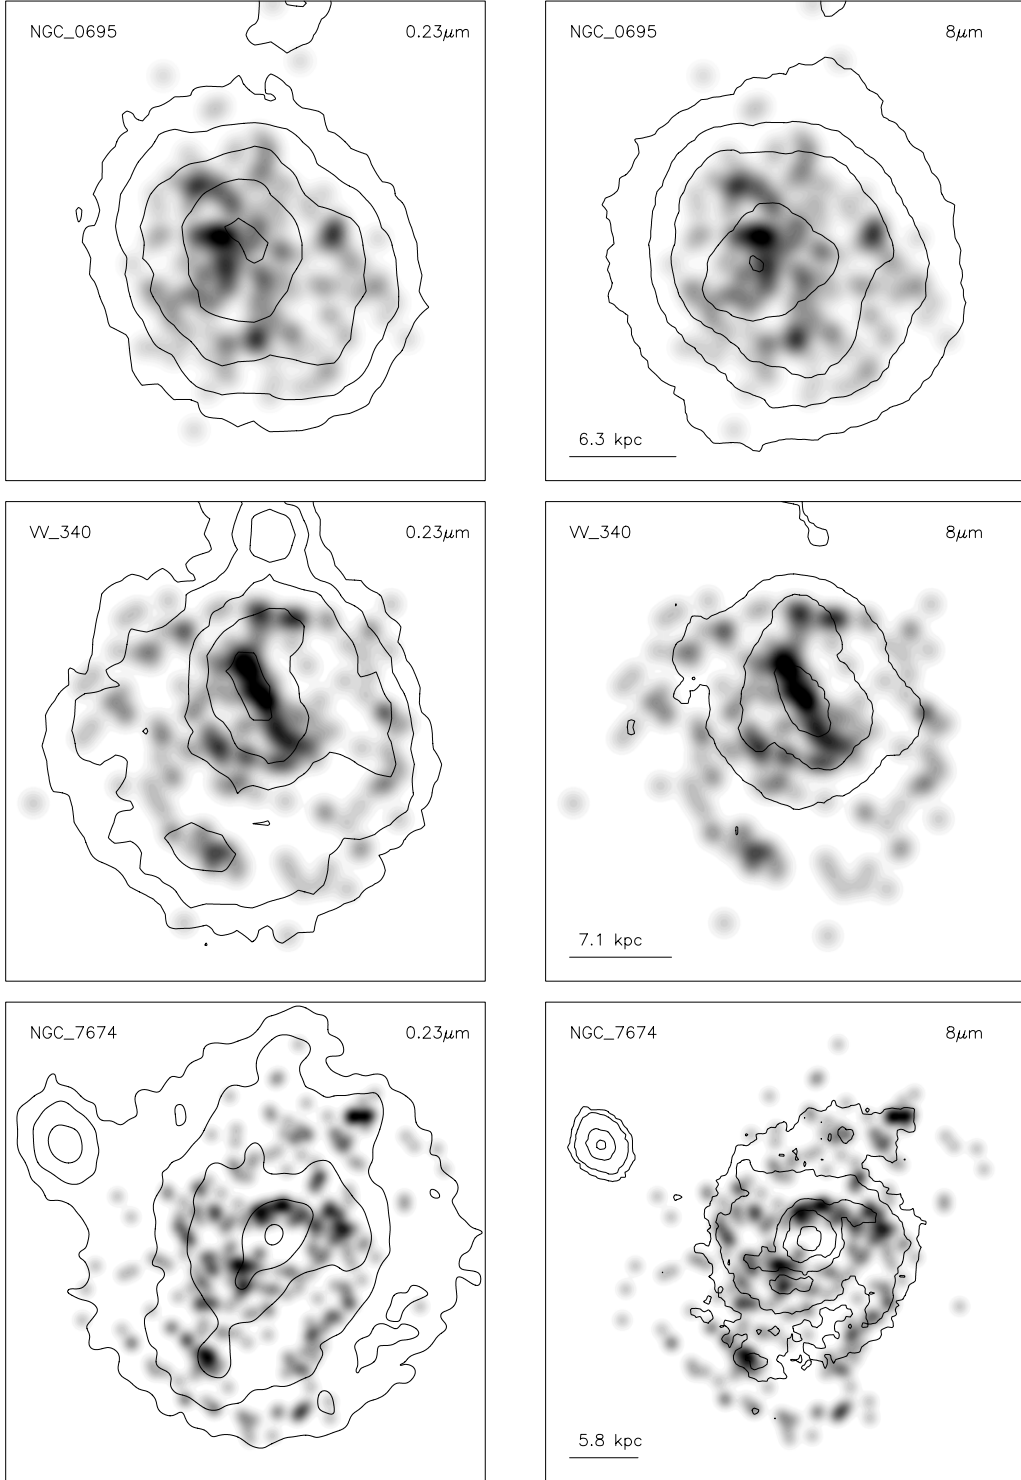 NGC_0695 0.23μm
NGC_0695 8μm
6.3 kpc
VV_340 0.23μm
VV_340 8μm
7.1 kpc
NGC_7674 0.23μm
NGC_7674 8μm
5.8 kpc